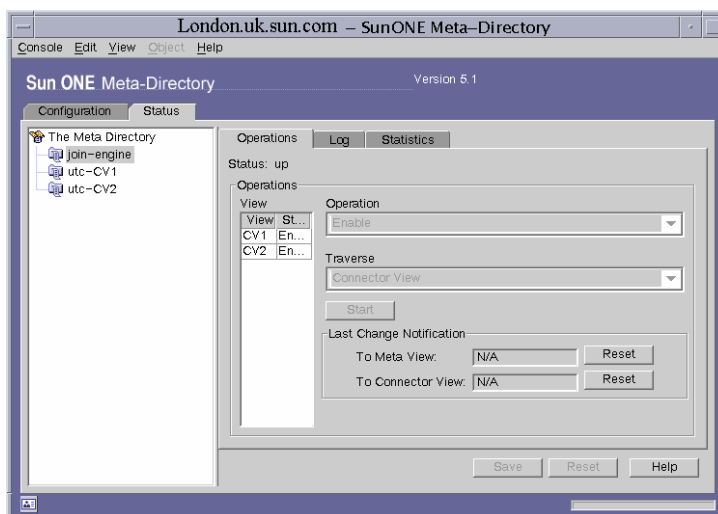 London.uk.sun.com – SunONE Meta–Directory
Console Edit View Object Help
Sun ONE Meta-Directory
Version 5.1
Configuration Status
The Meta Directory
join–engine
utc–CV1
utc–CV2
Operations Log Statistics
Status: up
Operations
View Operation
View St...
CV1 En...
CV2 En...
Enable
Traverse
Connector View
Start
Last Change Notification
To Meta View: N/A Reset
To Connector View: N/A Reset
Save Reset Help